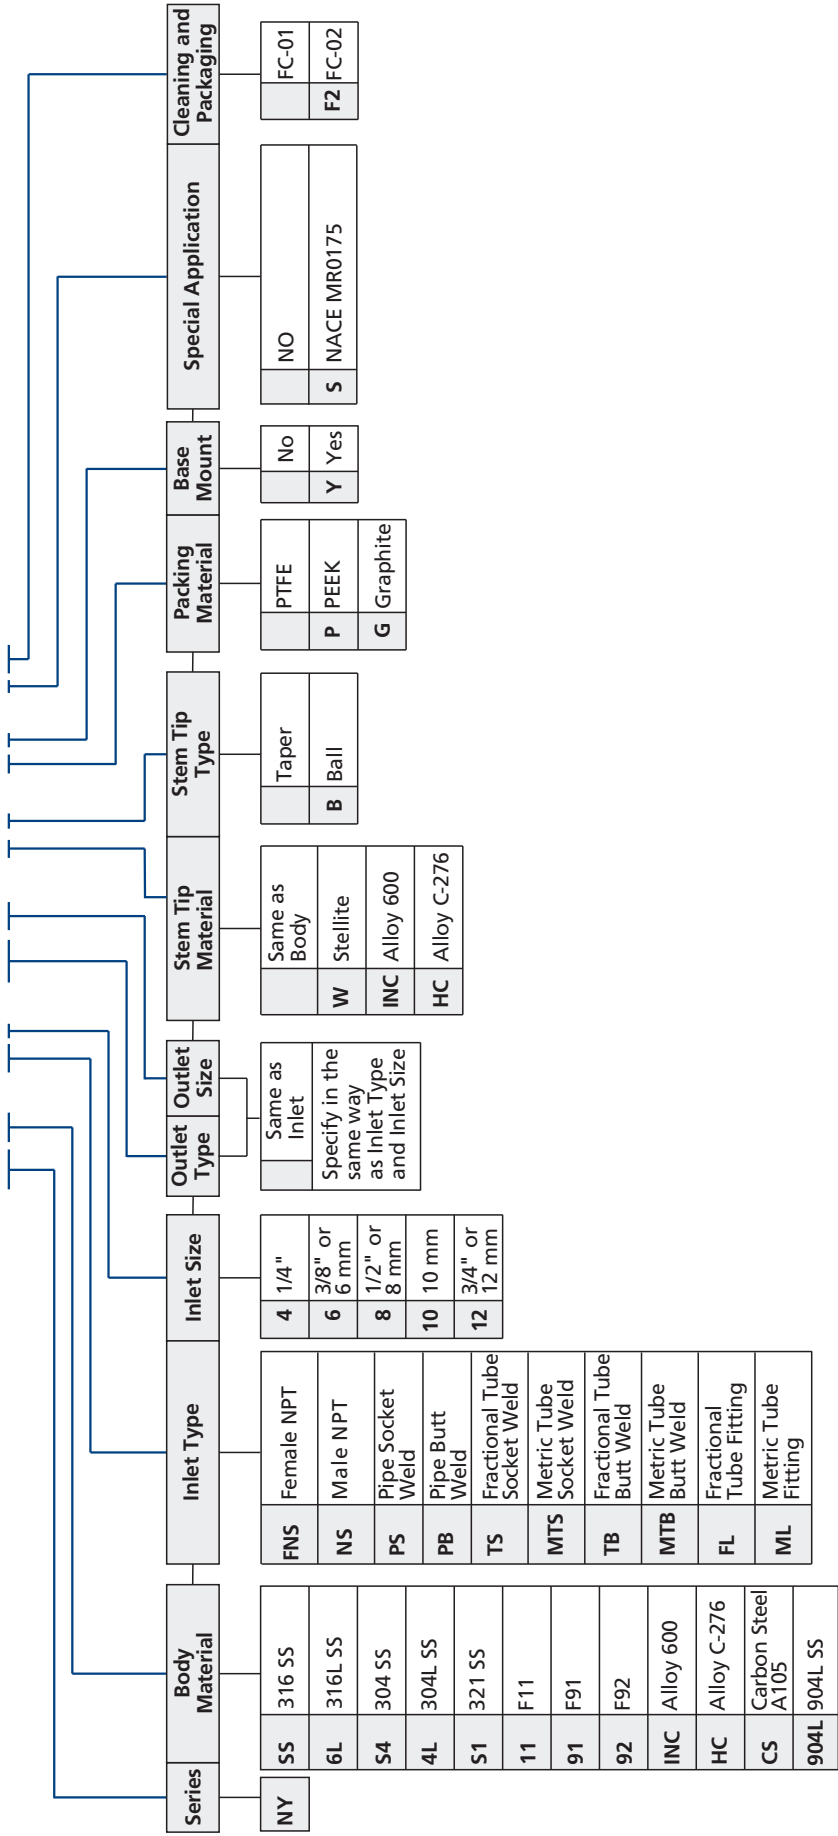 Series
NY
Body
Material
SS 316 SS
6L 316L SS
S4 304 SS
4L 304L SS
S1 321 SS
11 F11
91 F91
92 F92
INC Alloy 600
HC Alloy C-276
CS Carbon Steel
A105
904L 904L SS
Inlet Type
FNS Female NPT
NS Male NPT
PS Pipe Socket
Weld
PB Pipe Butt
Weld
TS Fractional Tube
Socket Weld
MTS Metric Tube
Socket Weld
TB Fractional Tube
Butt Weld
MTB Metric Tube
Butt Weld
FL Fractional
Tube Fitting
ML Metric Tube
Fitting
Inlet Size
4 1/4"
6 3/8" or
6 mm
8 1/2" or
8 mm
10 10 mm
12 3/4" or
12 mm
Outlet
Type
Outlet
Size
Same as
Inlet
Specify in the
same way
as Inlet Type
and Inlet Size
Stem Tip
Material
Same as
Body
W Stellite
INC Alloy 600
HC Alloy C-276
Stem Tip
Type
Taper
B Ball
Packing
Material
PTFE
P PEEK
G Graphite
Base
Mount
No
Y Yes
Special Application
NO
S NACE MR0175
Cleaning and
Packaging
FC-01
F2 FC-02